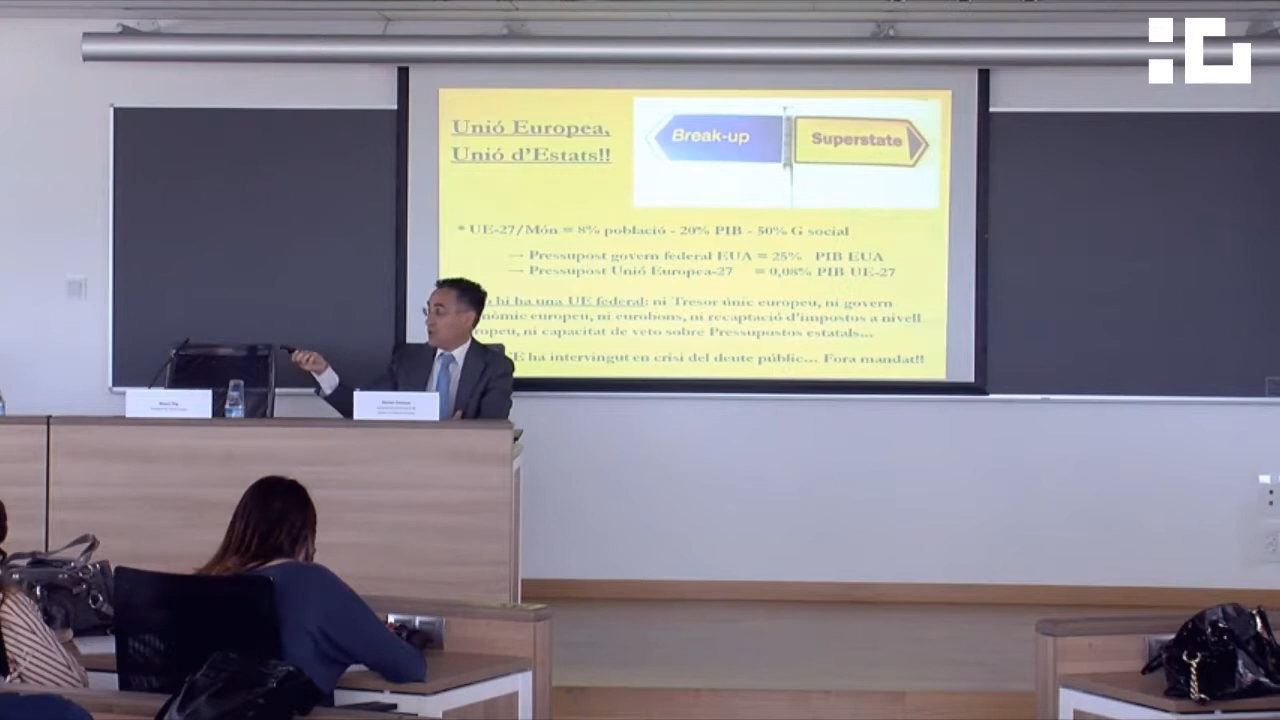 Unió Europea,
Unió d'Estats!!
Break-up
Superstate
* UE-27/Món = 8% població - 20% PIB - 50% G social
→ Pressupost govern federal EUA = 25% PIB EUA
→ Pressupost Unió Europea-27 = 0,08% PIB UE-27
hi ha una UE federal: ni Tresor únic europeu, ni govern
europeu, ni eurobons, ni recaptació d'impostos a nivell
ni capacitat de veto sobre Pressupostos estatals...
ha intervingut en crisi del deute públic... Fora mandat!!